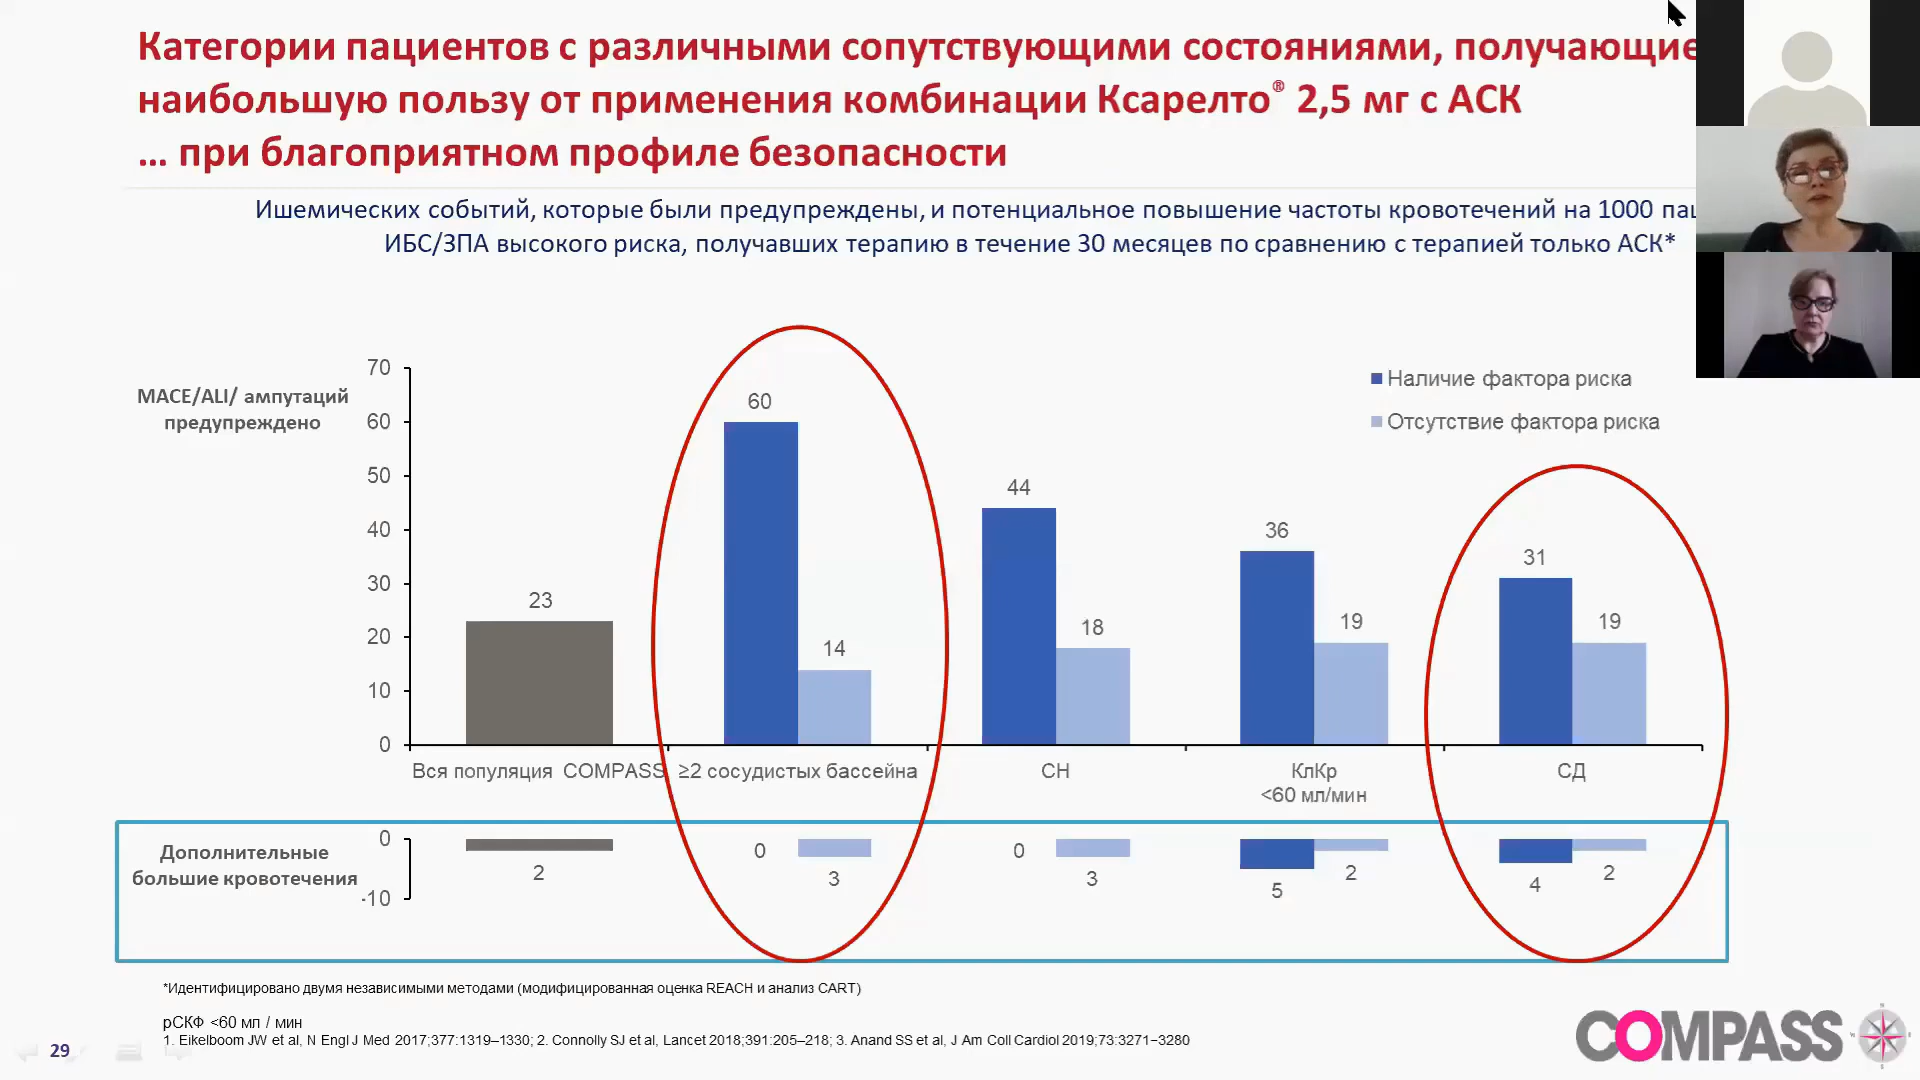 Категории пациентов с различными сопутствующими состояниями, получающие
наибольшую пользу от применения комбинации Ксарелто® 2,5 мг с АСК
... при благоприятном профиле безопасности
Ишемических событий, которые были предупреждены, и потенциальное повышение частоты кровотечений на 1000
ИБС/ЗПА высокого риска, получавших терапию в течение 30 месяцев по сравнению с терапией только АСК*
MACE/ALI/ ампутаций
предупреждено
70
60
50
40
30
20
10
0
Наличие фактора риска
Отсутствие фактора риска
23
60
14
44
18
36
19
31
19
Вся популяция COMPASS
≥2 сосудистых бассейна
СН
КлКр
<60 мл/мин
СД
Дополнительные
большие кровотечения
0
-10
2
0
3
0
3
5
2
4
2
*Идентифицировано двумя независимыми методами (модифицированная оценка REACH и анализ CART)
рСКФ <60 мл / мин
1. Eikelboom JW et al, N Engl J Med 2017;377:1319–1330; 2. Connolly SJ et al, Lancet 2018;391:205–218; 3. Anand SS et al, J Am Coll Cardiol 2019;73:3271–3280
29
COMPASS